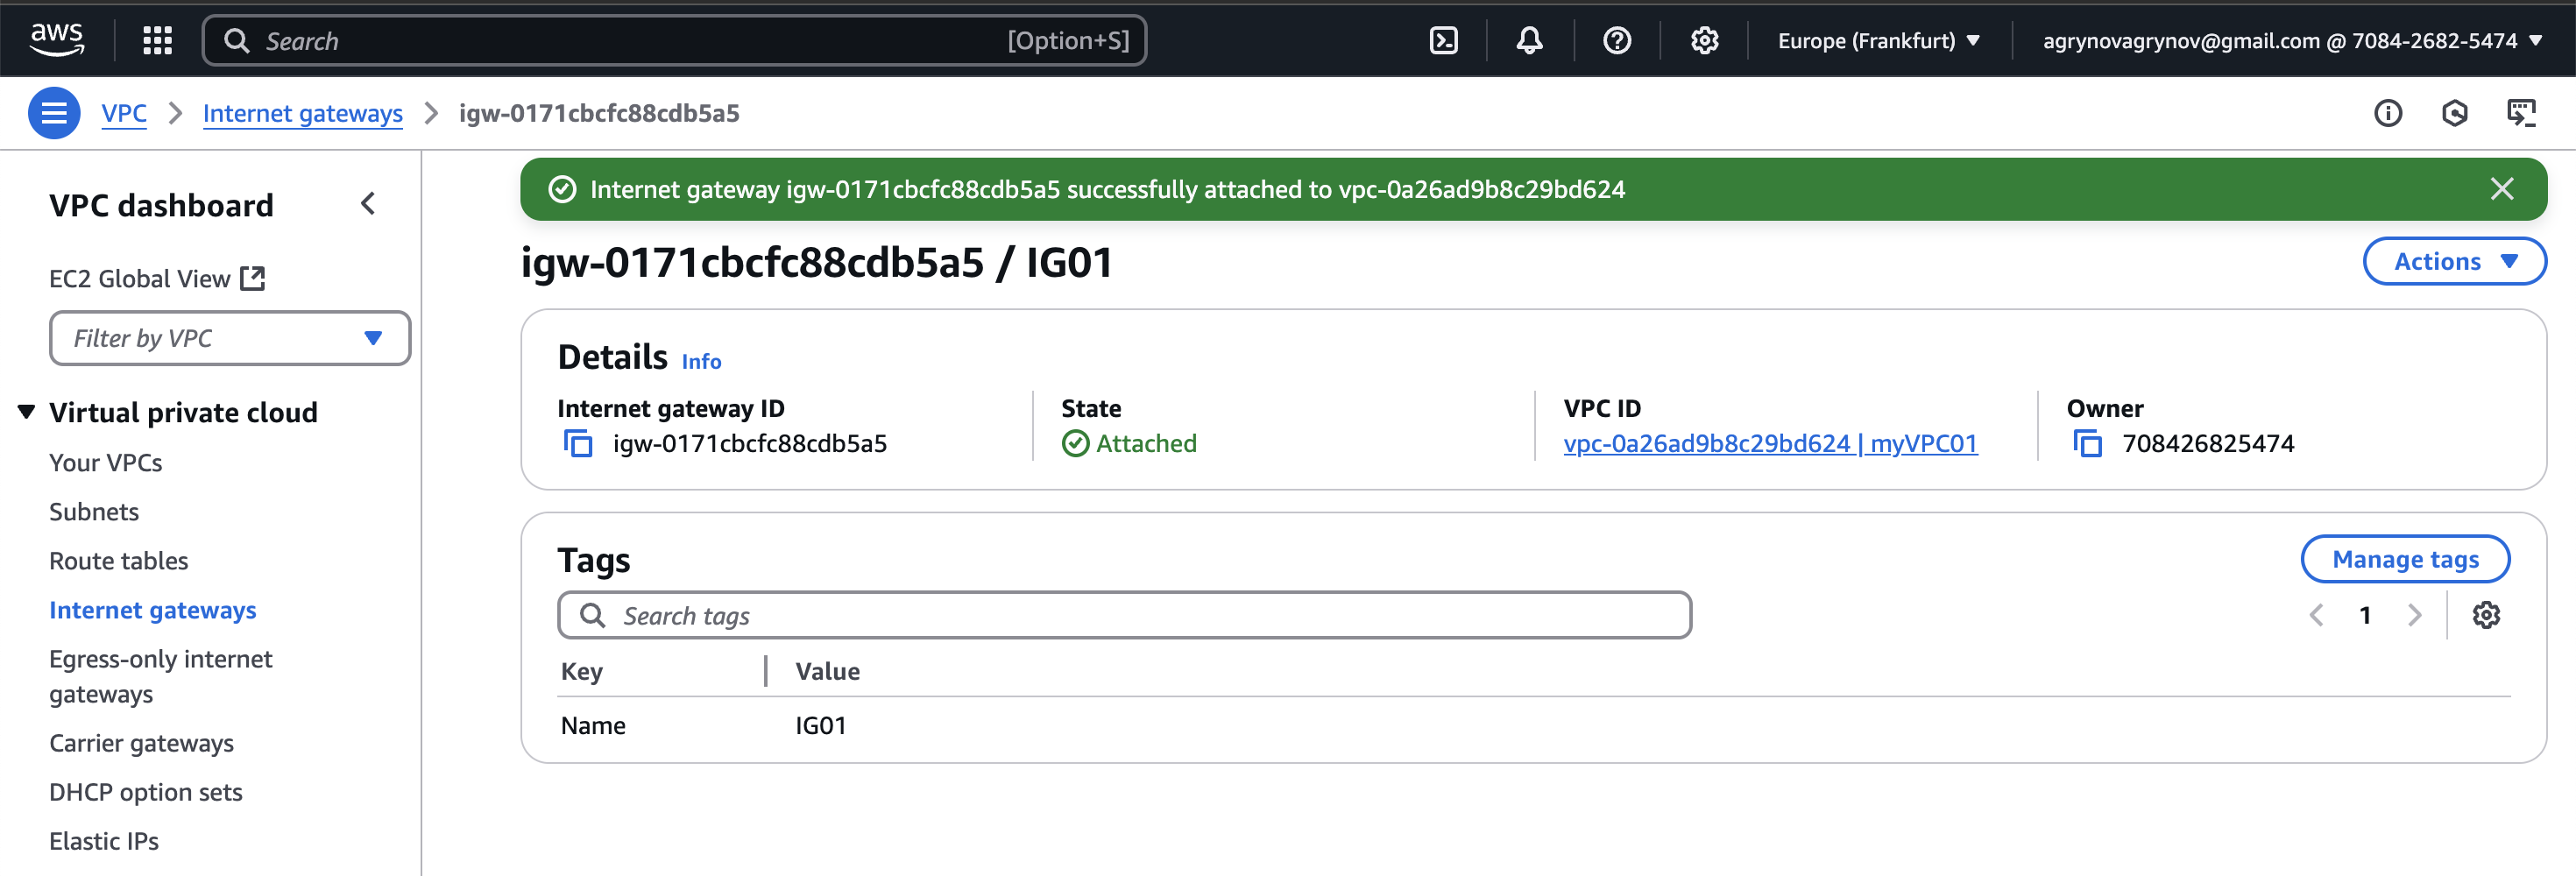 aws
Search [Option+S]
Europe (Frankfurt)
agrynovagrynov@gmail.com @ 7084-2682-5474
VPC
Internet gateways
igw-0171cbcfc88cdb5a5
VPC dashboard
EC2 Global View
Filter by VPC
Virtual private cloud
Your VPCs
Subnets
Route tables
Internet gateways
Egress-only internet
gateways
Carrier gateways
DHCP option sets
Elastic IPs
Internet gateway igw-0171cbcfc88cdb5a5 successfully attached to vpc-0a26ad9b8c29bd624
igw-0171cbcfc88cdb5a5 / IG01
Actions
Details Info
Internet gateway ID
igw-0171cbcfc88cdb5a5
State
Attached
VPC ID
vpc-0a26ad9b8c29bd624 | myVPC01
Owner
708426825474
Tags
Manage tags
Search tags
1
Key Value
Name IG01